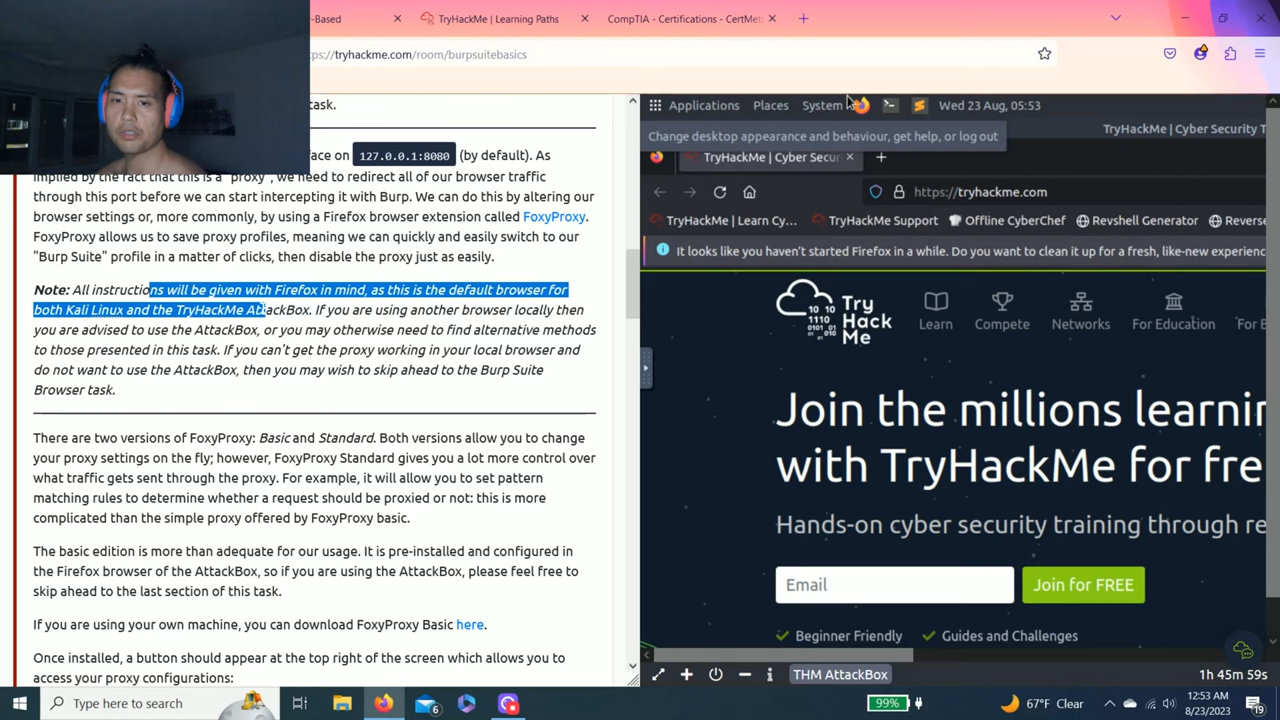 -Based
TryHackMe | Learning Paths
CompTIA - Certifications - CertMet
ps://tryhackme.com/room/burpsuitebasics
task.
face on 127.0.0.1:8080 (by default). As
implied by the fact that this is a "proxy", we need to redirect all of our browser traffic
through this port before we can start intercepting it with Burp. We can do this by altering our
browser settings or, more commonly, by using a Firefox browser extension called FoxyProxy.
FoxyProxy allows us to save proxy profiles, meaning we can quickly and easily switch to our
"Burp Suite" profile in a matter of clicks, then disable the proxy just as easily.
Note: All instructions will be given with Firefox in mind, as this is the default browser for
both Kali Linux and the TryHackMe AttackBox. If you are using another browser locally then
you are advised to use the AttackBox, or you may otherwise need to find alternative methods
to those presented in this task. If you can't get the proxy working in your local browser and
do not want to use the AttackBox, then you may wish to skip ahead to the Burp Suite
Browser task.
There are two versions of FoxyProxy: Basic and Standard. Both versions allow you to change
your proxy settings on the fly; however, FoxyProxy Standard gives you a lot more control over
what traffic gets sent through the proxy. For example, it will allow you to set pattern
matching rules to determine whether a request should be proxied or not: this is more
complicated than the simple proxy offered by FoxyProxy basic.
The basic edition is more than adequate for our usage. It is pre-installed and configured in
the Firefox browser of the AttackBox, so if you are using the AttackBox, please feel free to
skip ahead to the last section of this task.
If you are using your own machine, you can download FoxyProxy Basic here.
Once installed, a button should appear at the top right of the screen which allows you to
access your proxy configurations:
Applications Places System Wed 23 Aug, 05:53
Change desktop appearance and behaviour, get help, or log out
TryHackMe | Cyber Security T
TryHackMe | Cyber Secur
https://tryhackme.com
TryHackMe | Learn Cy... TryHackMe Support Offline CyberChef Revshell Generator Reverse
It looks like you haven't started Firefox in a while. Do you want to clean it up for a fresh, like-new experienc
Try
Hack
Me
Learn Compete Networks For Education For B
Join the millions learnin
with TryHackMe for fre
Hands-on cyber security training through re
Email
Join for FREE
Beginner Friendly Guides and Challenges
THM AttackBox
1h 45m 59s
Type here to search
6
99%
67°F Clear
12:53 AM
8/23/2023
19